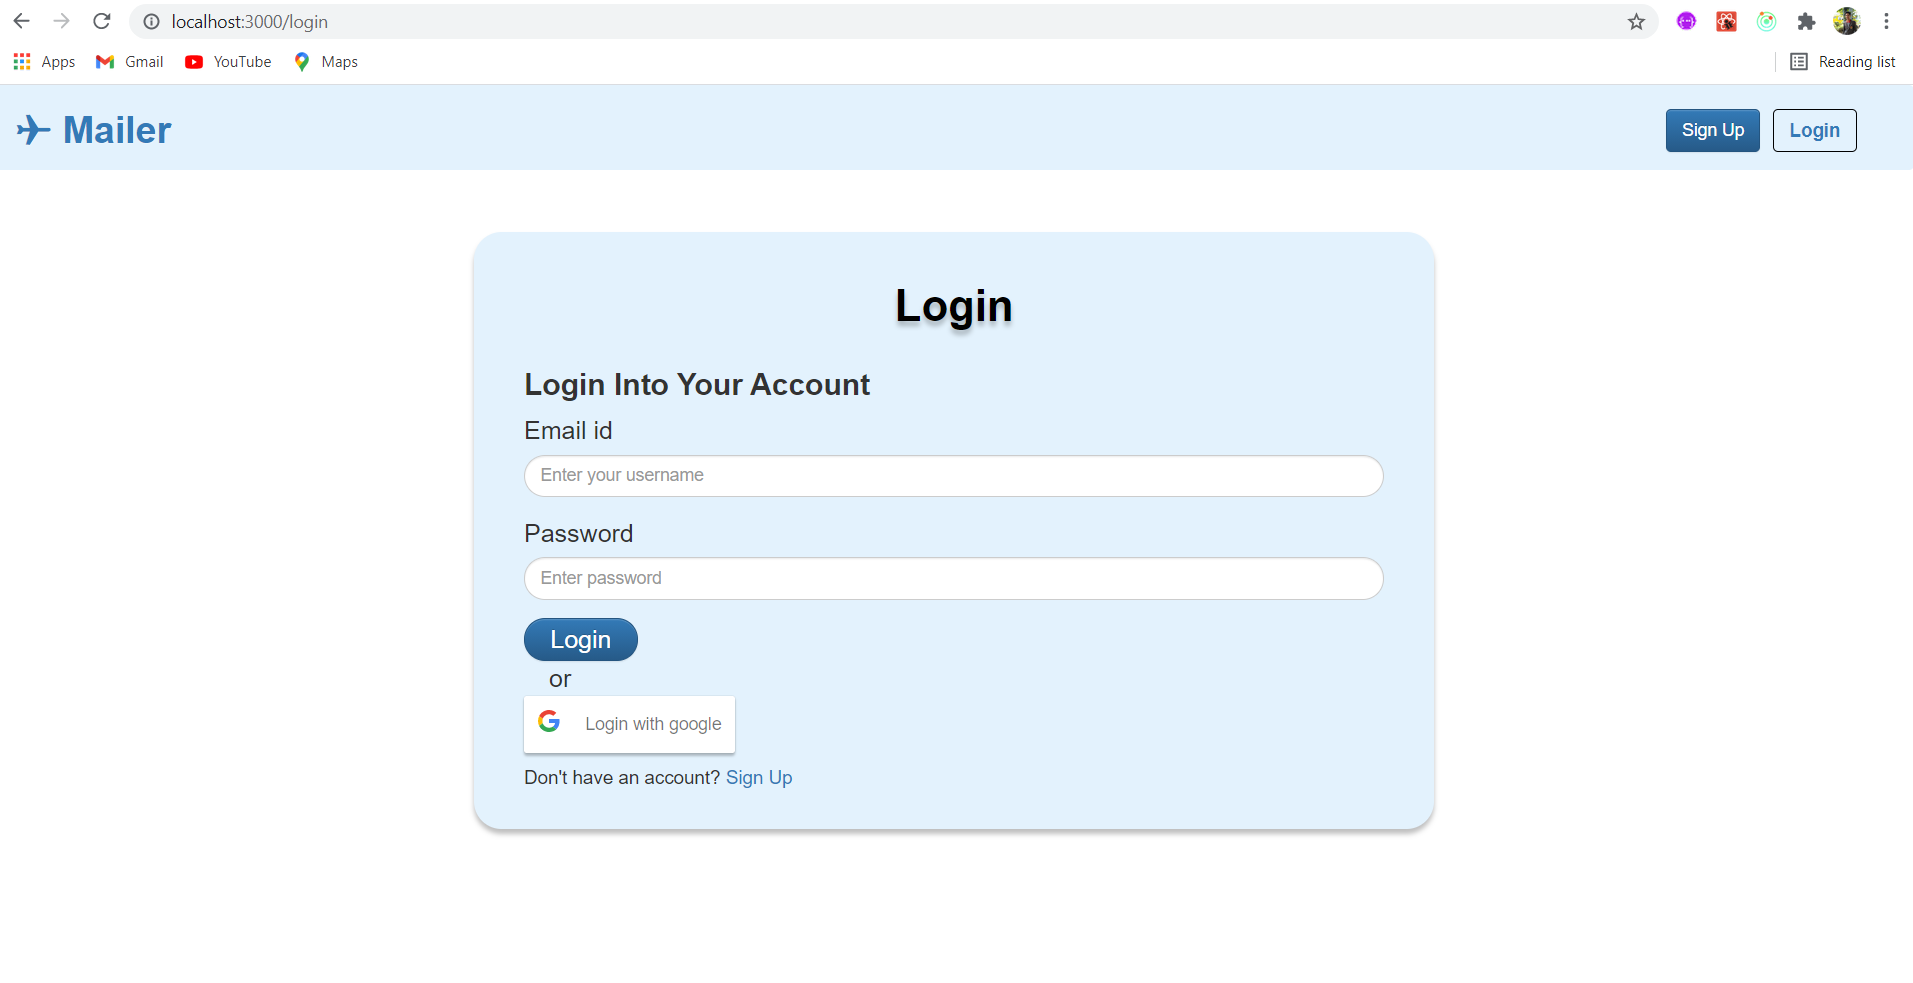 localhost:3000/login
Apps Gmail YouTube Maps Reading list
Mailer Sign Up Login
Login
Login Into Your Account
Email id
Enter your username
Password
Enter password
Login
or
Login with google
Don't have an account? Sign Up